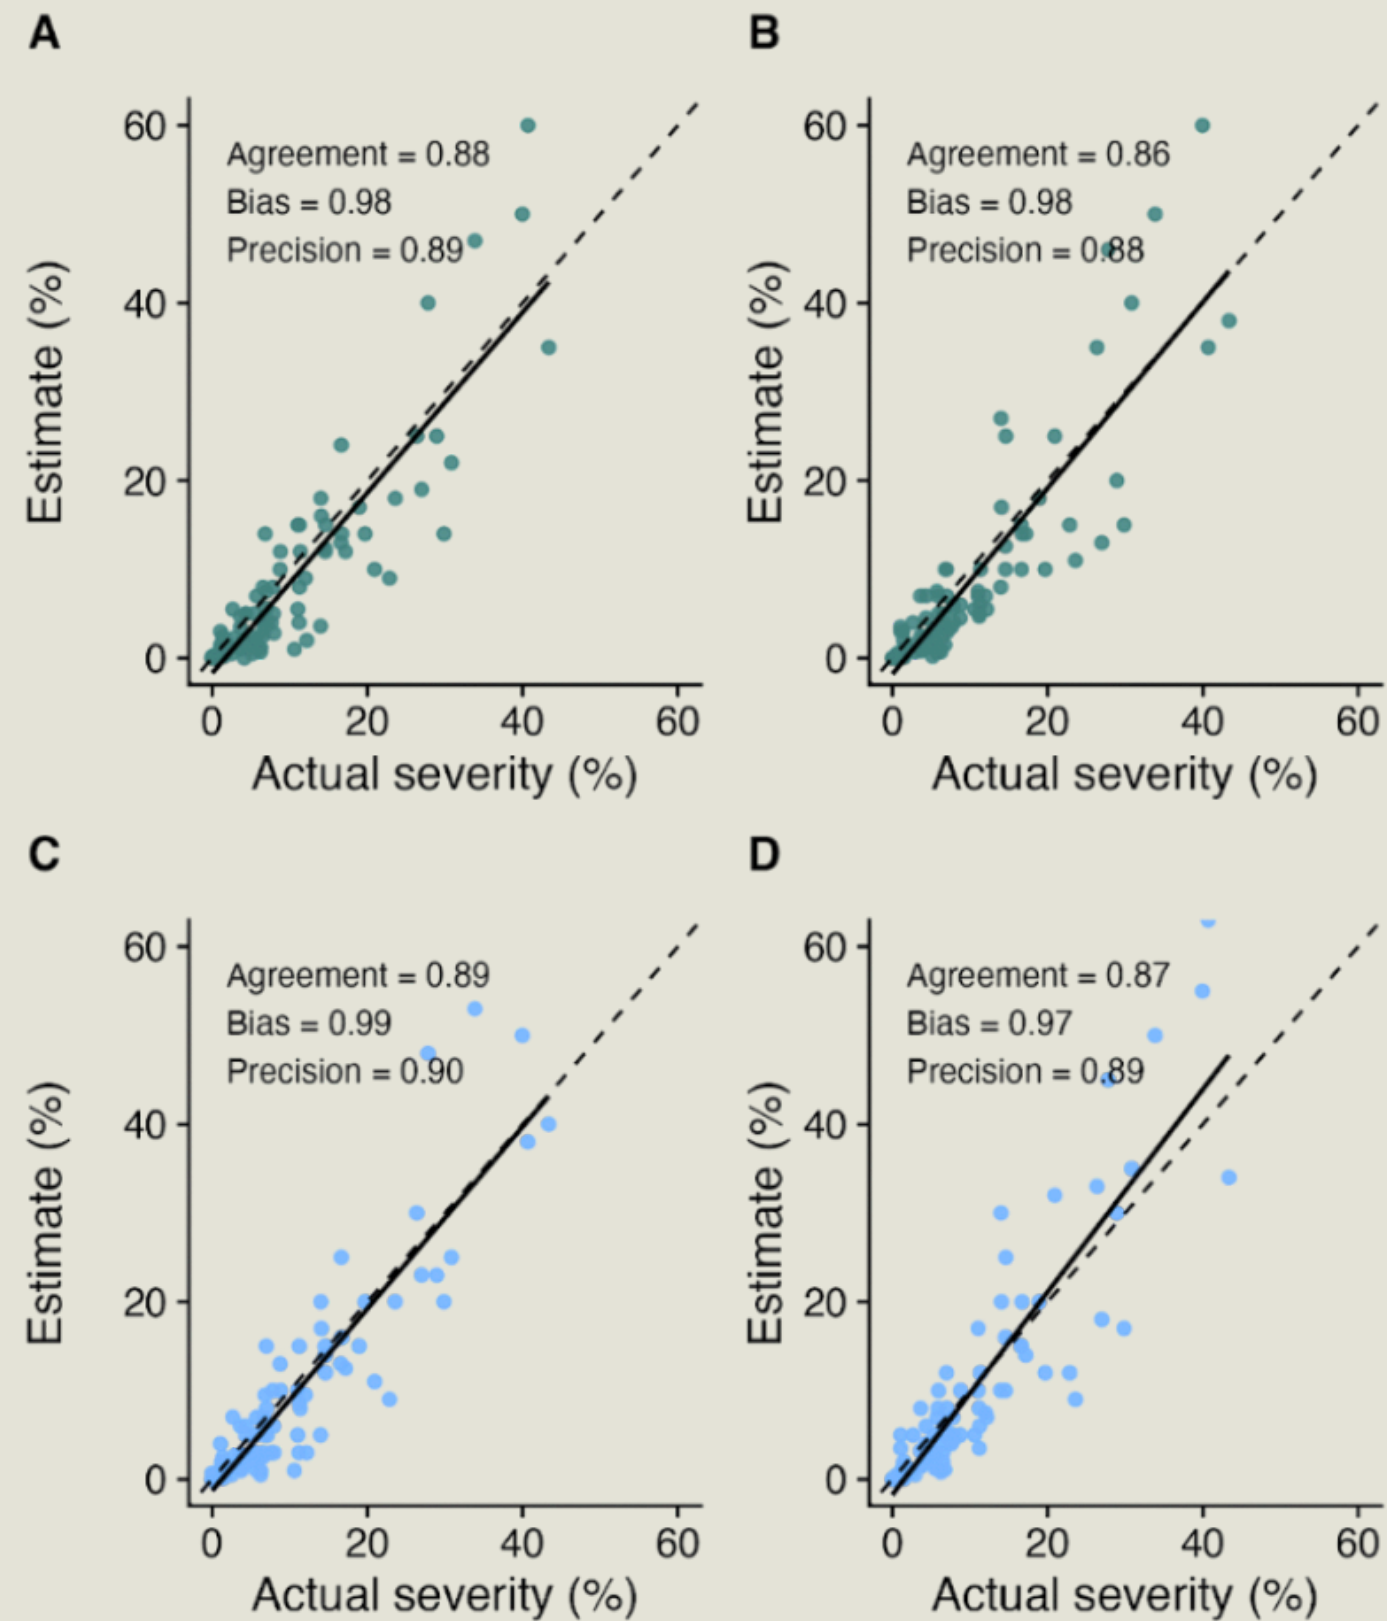 A
60
40
20
0
Agreement = 0.88
Bias = 0.98
Precision = 0.89
Estimate (%)
0 20 40 60
Actual severity (%)
B
60
40
20
0
Agreement = 0.86
Bias = 0.98
Precision = 0.88
Estimate (%)
0 20 40 60
Actual severity (%)
C
60
40
20
0
Agreement = 0.89
Bias = 0.99
Precision = 0.90
Estimate (%)
0 20 40 60
Actual severity (%)
D
60
40
20
0
Agreement = 0.87
Bias = 0.97
Precision = 0.89
Estimate (%)
0 20 40 60
Actual severity (%)